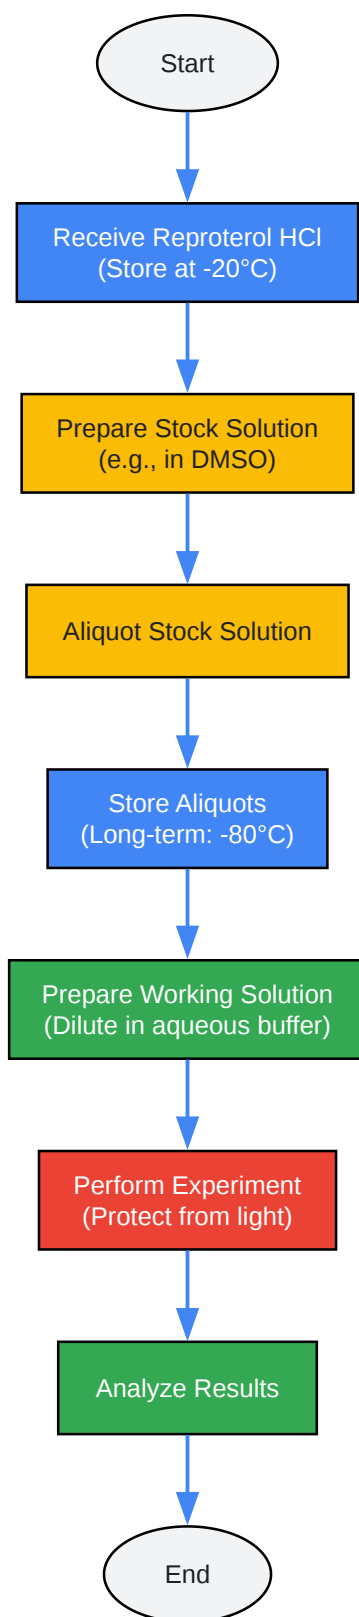 Start
Receive Reproterol HCl
(Store at -20°C)
Prepare Stock Solution
(e.g., in DMSO)
Aliquot Stock Solution
Store Aliquots
(Long-term: -80°C)
Prepare Working Solution
(Dilute in aqueous buffer)
Perform Experiment
(Protect from light)
Analyze Results
End